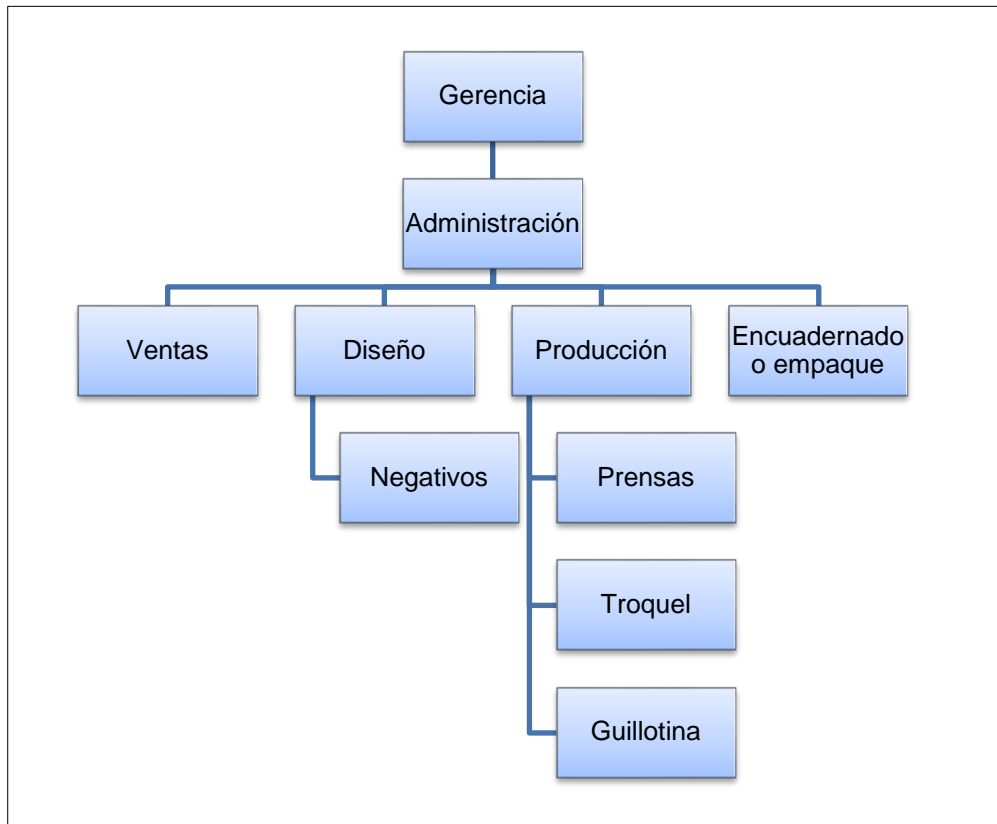 Gerencia
Administración
Ventas
Diseño
Producción
Encuadernado
o empaque
Negativos
Prensas
Troquel
Guillotina